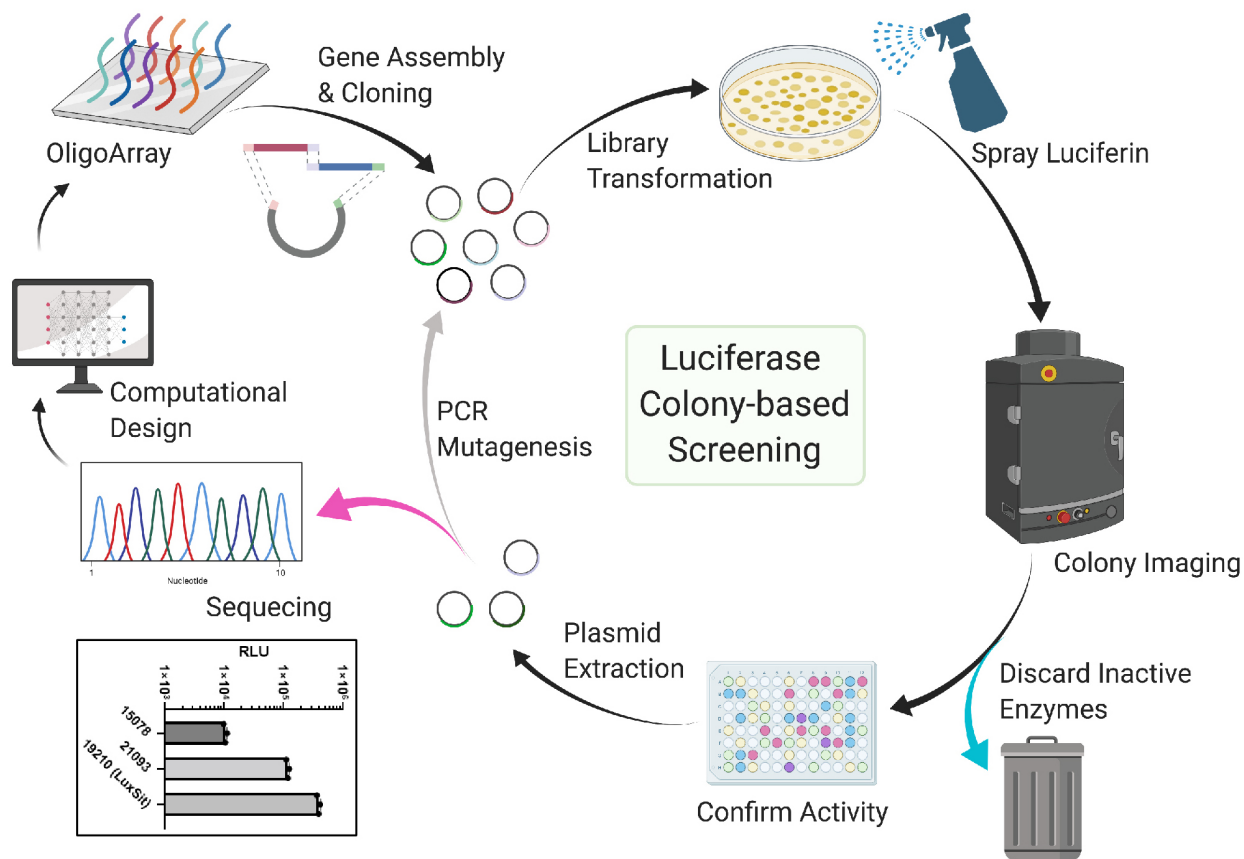 Gene Assembly
& Cloning
OligoArray
Library
Transformation
Spray Luciferin
Computational
Design
PCR
Mutagenesis
Luciferase
Colony-based
Screening
Colony Imaging
1
Nucleotide
10
Sequecing
Plasmid
Extraction
Confirm Activity
Discard Inactive
Enzymes
RLU
1×10³
1×10⁴
1×10⁵
1×10⁶
15078
21093
19210 (LuxSit)